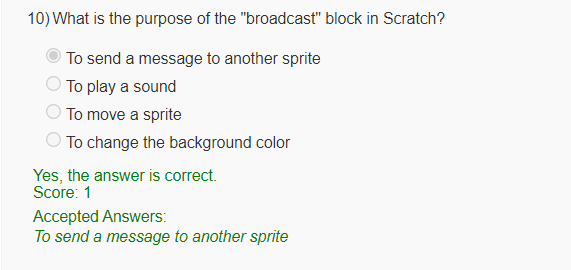 10) What is the purpose of the "broadcast" block in Scratch?
To send a message to another sprite
To play a sound
To move a sprite
To change the background color
Yes, the answer is correct.
Score: 1
Accepted Answers:
To send a message to another sprite